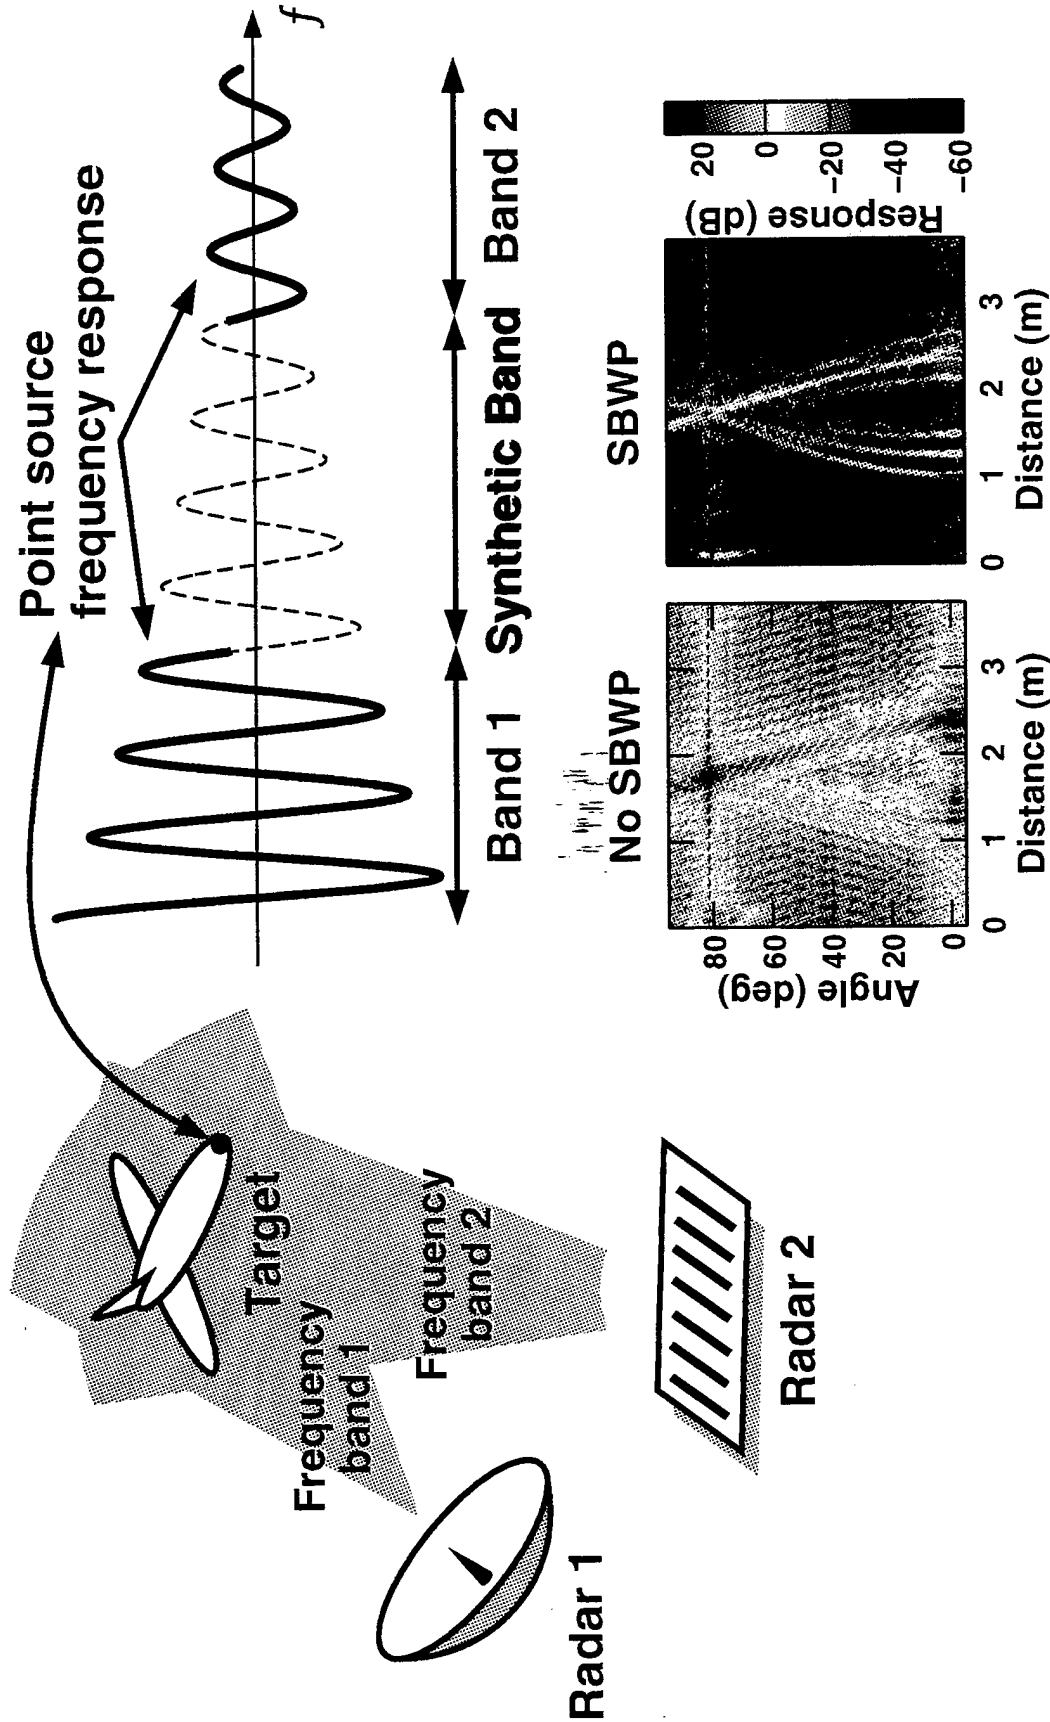 Point source
frequency response
f
Band 1
Synthetic Band
Band 2
Target
Frequency
band 1
Frequency
band 2
Radar 1
Radar 2
No SBWP
SBWP
Angle (deg)
80
60
40
20
0
0
1
2
3
Distance (m)
0
1
2
3
Distance (m)
Response (dB)
20
0
−20
−40
−60